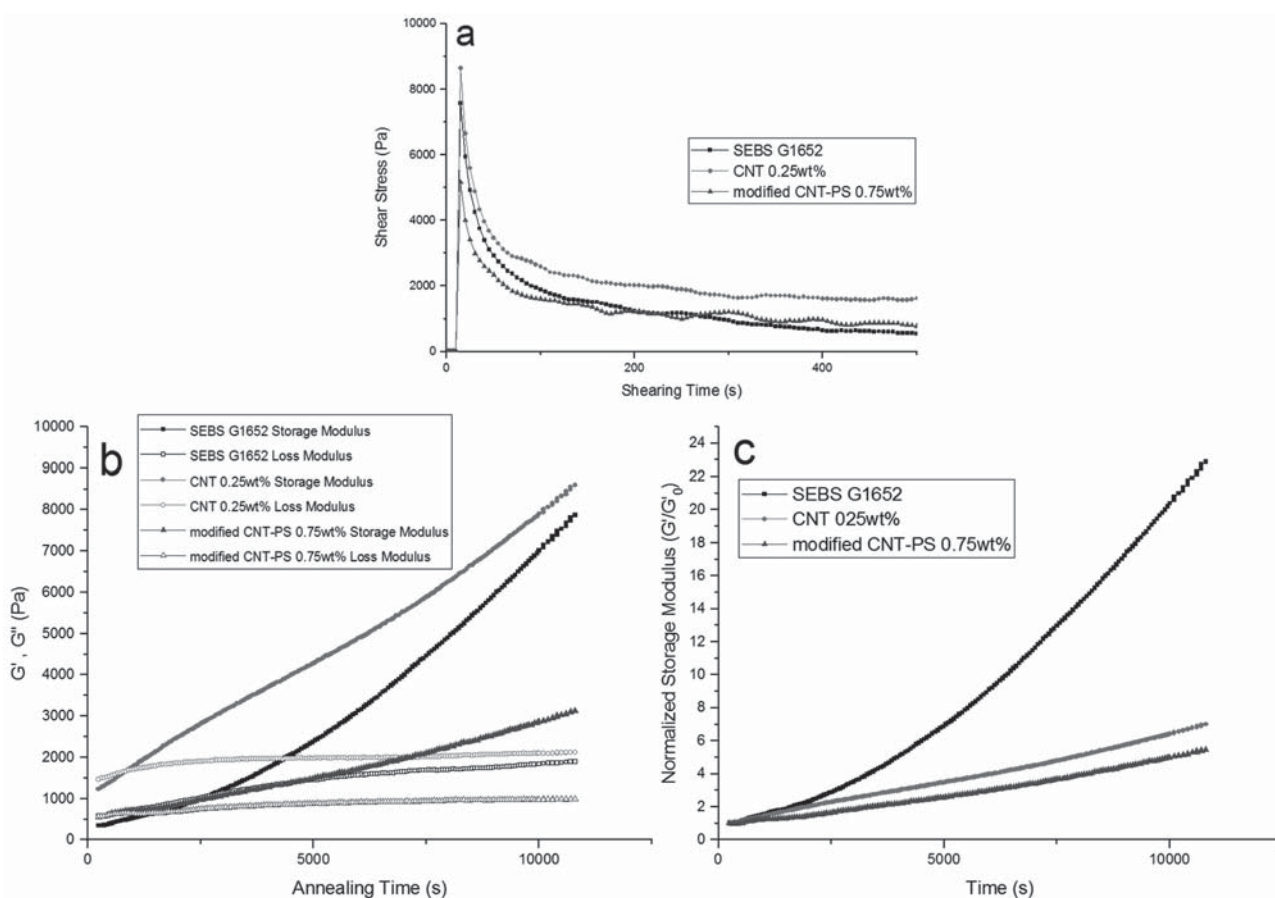 a
10000
8000
6000
4000
2000
0
Shear Stress (Pa)
SEBS G1652
CNT 0.25wt%
modified CNT-PS 0.75wt%
0
200
400
Shearing Time (s)
b
10000
9000
8000
7000
6000
5000
4000
3000
2000
1000
0
G', G" (Pa)
SEBS G1652 Storage Modulus
SEBS G1652 Loss Modulus
CNT 0.25wt% Storage Modulus
CNT 0.25wt% Loss Modulus
modified CNT-PS 0.75wt% Storage Modulus
modified CNT-PS 0.75wt% Loss Modulus
0
5000
10000
Annealing Time (s)
c
24
22
20
18
16
14
12
10
8
6
4
2
0
Normalized Storage Modulus (G'/G'0)
SEBS G1652
CNT 025wt%
modified CNT-PS 0.75wt%
5000
10000
Time (s)